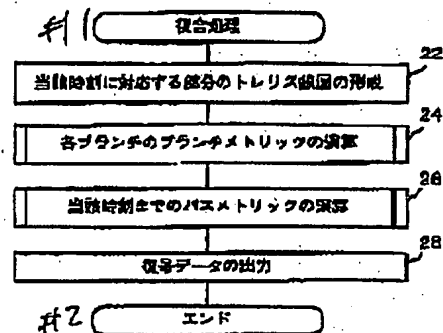 #1
復合処理
22
当該時刻に対応する部分のトレリズ線図の形成
24
各ブランチのブランチメトリックの演算
26
当該時刻までのパスメトリックの演算
28
復号データの出力
#2
エンド